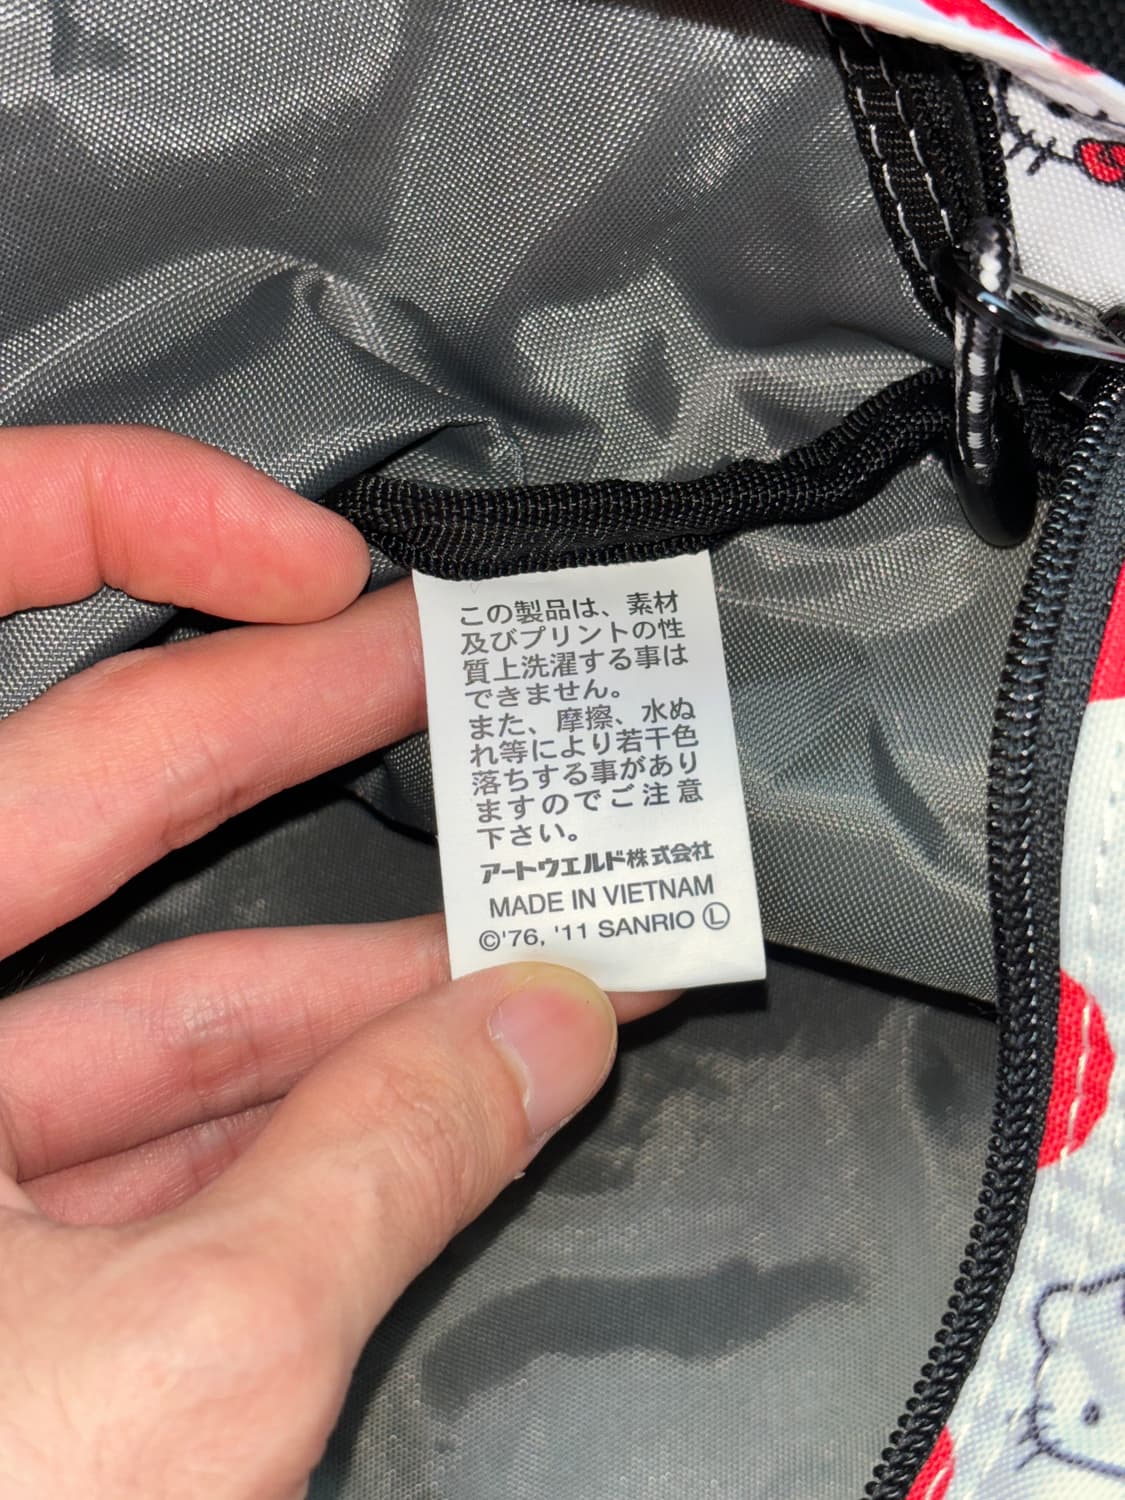 この製品は、素材
及びプリントの性
質上洗濯する事は
できません。
また、摩擦、水ぬ
れ等により若干色
落ちする事があり
ますのでご注意
下さい。
アートウエルド株式会社
MADE IN VIETNAM
©'76, '11 SANRIO Ⓛ